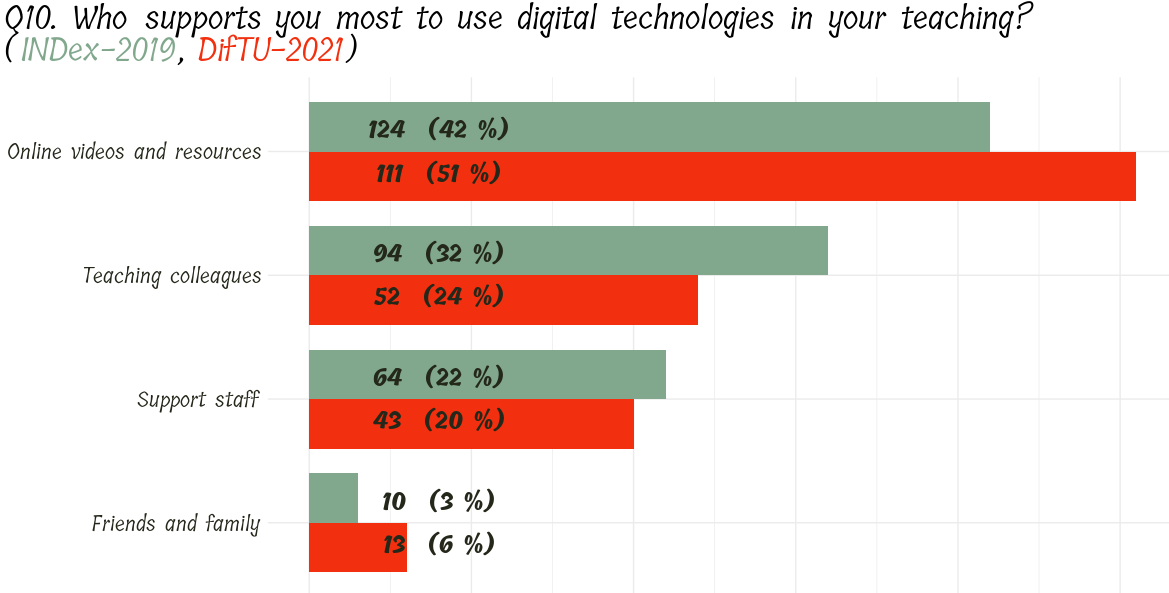 Q10. Who supports you most to use digital technologies in your teaching?
(INDex-2019, DifTU-2021)
Online videos and resources
124 (42 %)
111 (51 %)
Teaching colleagues
94 (32 %)
52 (24 %)
Support staff
64 (22 %)
43 (20 %)
Friends and family
10 (3 %)
13 (6 %)